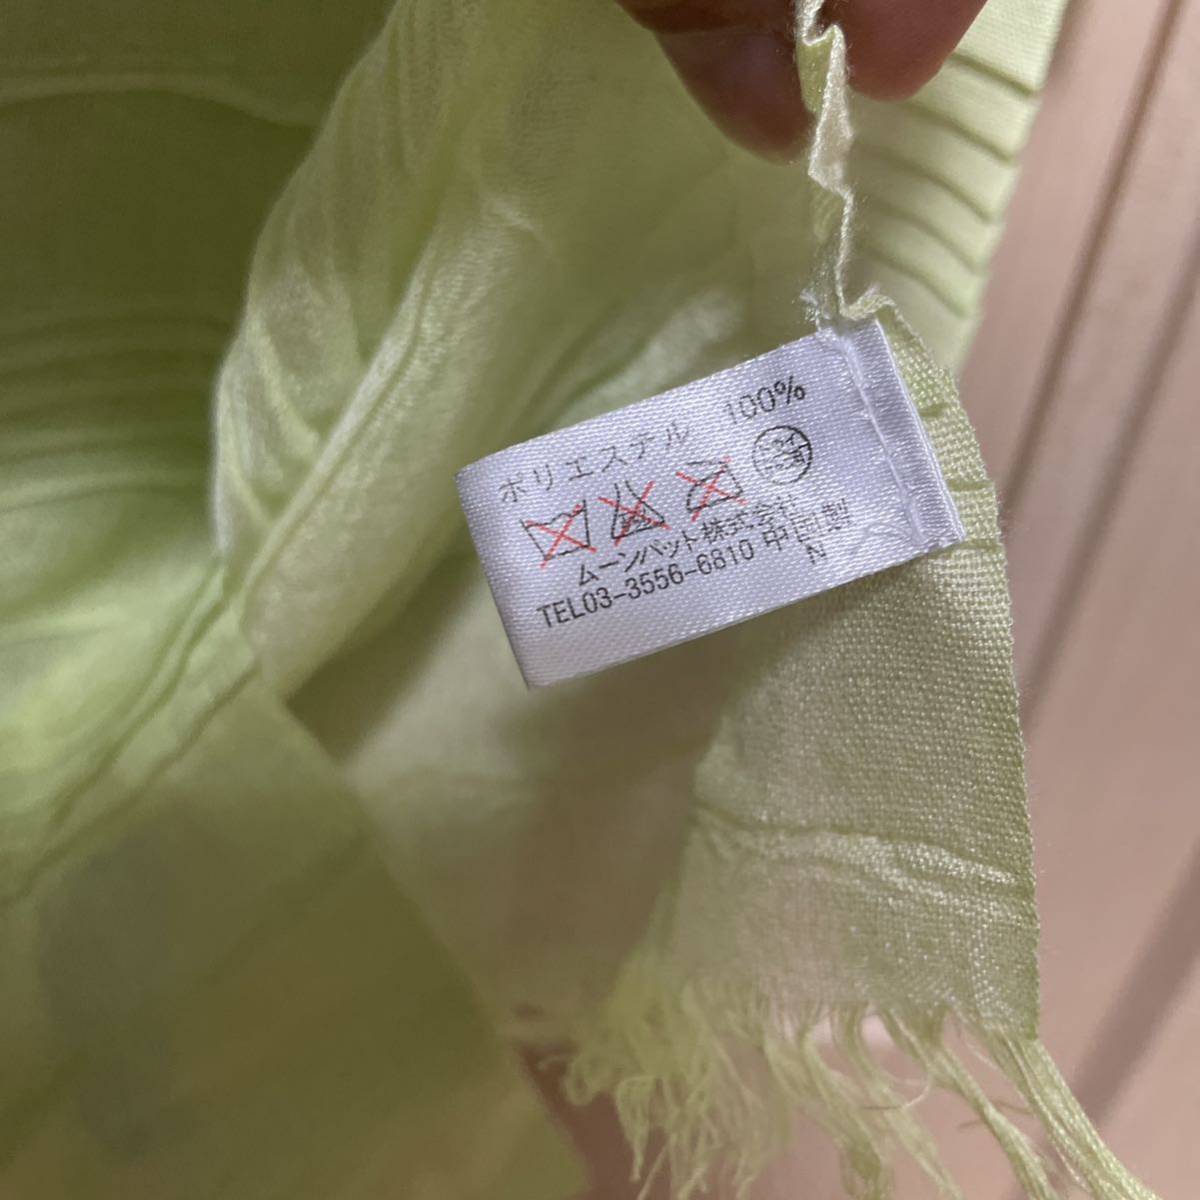 ポリエステル 100%
ムーンバット株式会社
TEL03-3556-6810 中国製
N